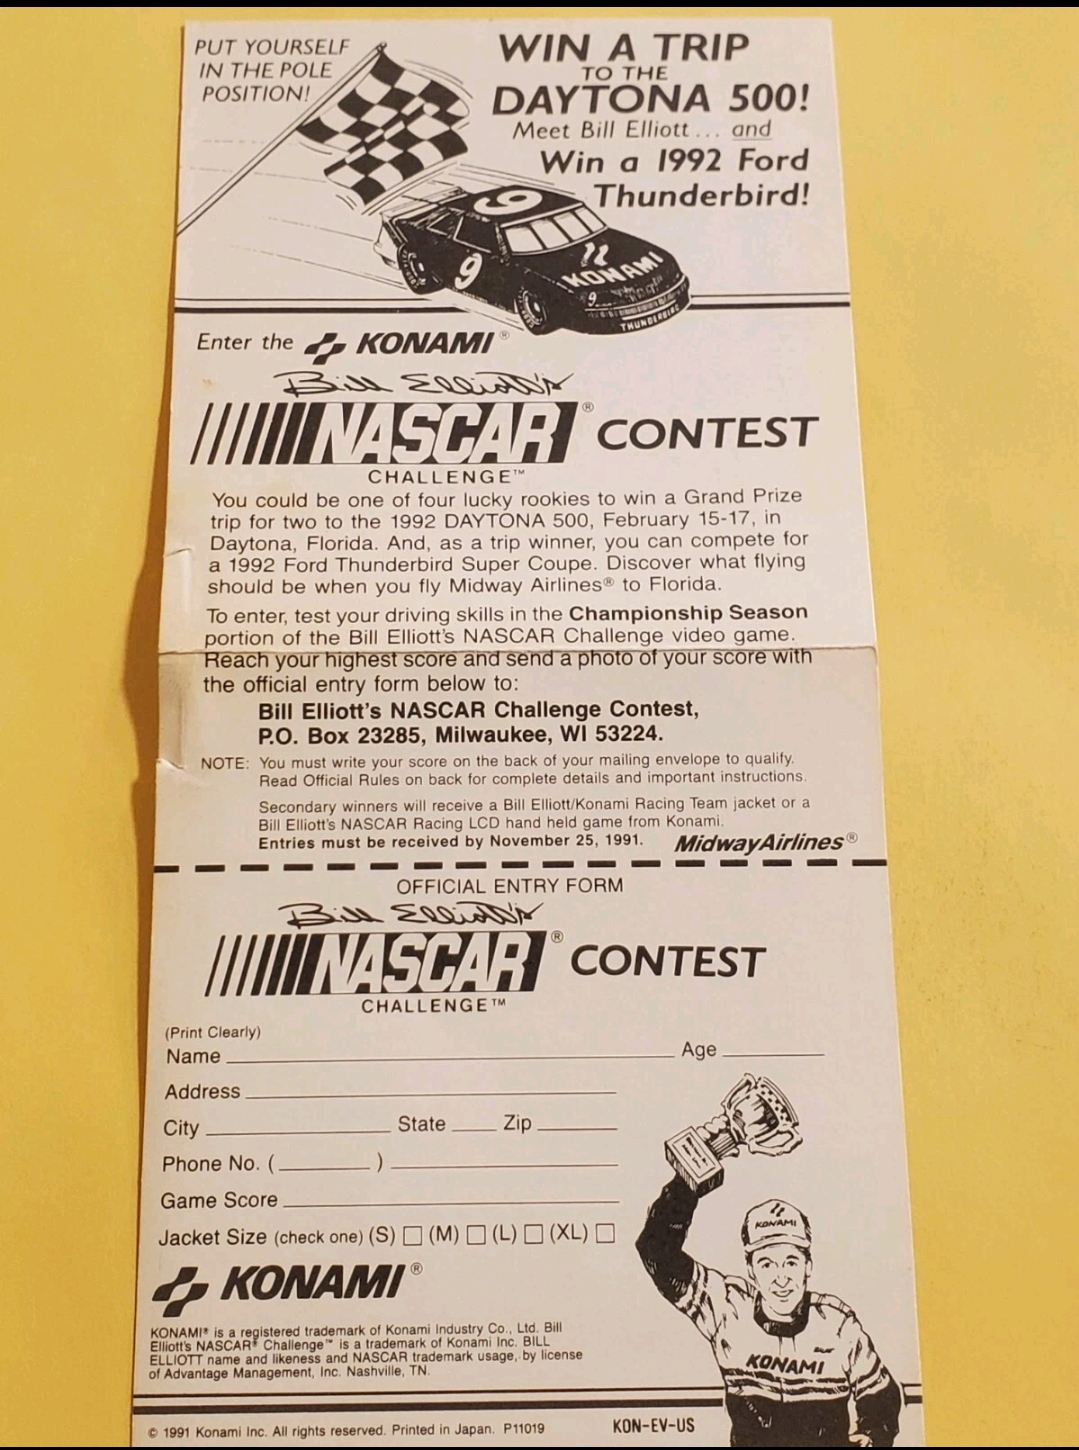 PUT YOURSELF
IN THE POLE
POSITION!
WIN A TRIP
TO THE
DAYTONA 500!
Meet Bill Elliott... and
Win a 1992 Ford
Thunderbird!
9
9
KONAMI
9
THUNDERBIRD
Enter the KONAMI®
Bill Elliott's
NASCAR® CONTEST
CHALLENGE™
You could be one of four lucky rookies to win a Grand Prize
trip for two to the 1992 DAYTONA 500, February 15-17, in
Daytona, Florida. And, as a trip winner, you can compete for
a 1992 Ford Thunderbird Super Coupe. Discover what flying
should be when you fly Midway Airlines® to Florida.
To enter, test your driving skills in the Championship Season
portion of the Bill Elliott's NASCAR Challenge video game.
Reach your highest score and send a photo of your score with
the official entry form below to:
Bill Elliott's NASCAR Challenge Contest,
P.O. Box 23285, Milwaukee, WI 53224.
NOTE: You must write your score on the back of your mailing envelope to qualify.
Read Official Rules on back for complete details and important instructions.
Secondary winners will receive a Bill Elliott/Konami Racing Team jacket or a
Bill Elliott's NASCAR Racing LCD hand held game from Konami.
Entries must be received by November 25, 1991. MidwayAirlines®
OFFICIAL ENTRY FORM
Bill Elliott's
NASCAR® CONTEST
CHALLENGE™
(Print Clearly)
Name Age
Address
City State Zip
Phone No. ( )
Game Score
Jacket Size (check one) (S) (M) (L) (XL)
KONAMI
KONAMI
KONAMI®
KONAMI® is a registered trademark of Konami Industry Co., Ltd. Bill
Elliott's NASCAR® Challenge™ is a trademark of Konami Inc. BILL
ELLIOTT name and likeness and NASCAR trademark usage, by license
of Advantage Management, Inc. Nashville, TN.
© 1991 Konami Inc. All rights reserved. Printed in Japan. P11019 KON-EV-US